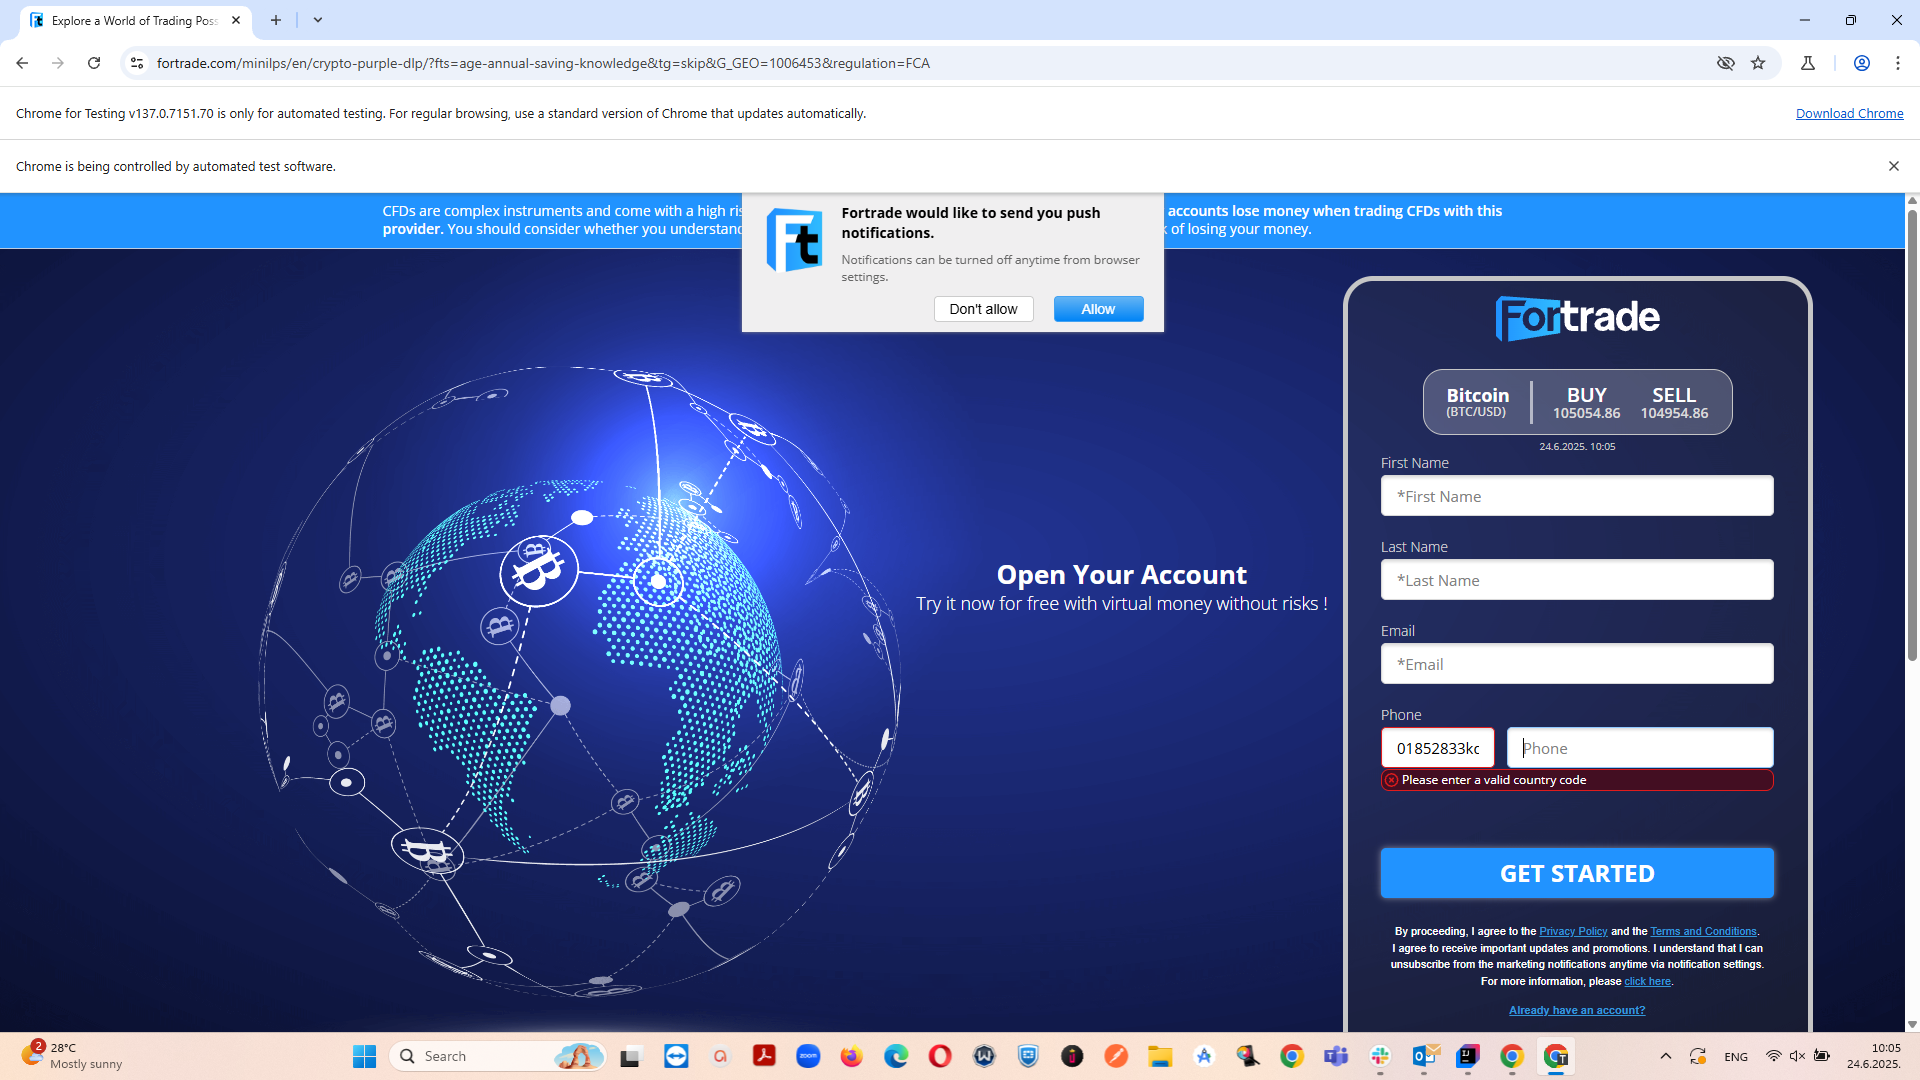 Explore a World of Trading Poss
fortrade.com/minilps/en/crypto-purple-dlp/?fts=age-annual-saving-knowledge&tg=skip&G_GEO=1006453&regulation=FCA
Chrome for Testing v137.0.7151.70 is only for automated testing. For regular browsing, use a standard version of Chrome that updates automatically.
Download Chrome
Chrome is being controlled by automated test software.
CFDs are complex instruments and come with a high ris
accounts lose money when trading CFDs with this
provider. You should consider whether you understanc
of losing your money.
Ft
Fortrade would like to send you push
notifications.
Notifications can be turned off anytime from browser
settings.
Don't allow
Allow
Fortrade
Bitcoin
(BTC/USD)
BUY
105054.86
SELL
104954.86
24.6.2025. 10:05
First Name
*First Name
Last Name
*Last Name
Email
*Email
Phone
01852833kc
Phone
Please enter a valid country code
Open Your Account
Try it now for free with virtual money without risks !
GET STARTED
By proceeding, I agree to the Privacy Policy and the Terms and Conditions.
I agree to receive important updates and promotions. I understand that I can
unsubscribe from the marketing notifications anytime via notification settings.
For more information, please click here.
Already have an account?
2
28°C
Mostly sunny
Search
zoom
ENG
10:05
24.6.2025.